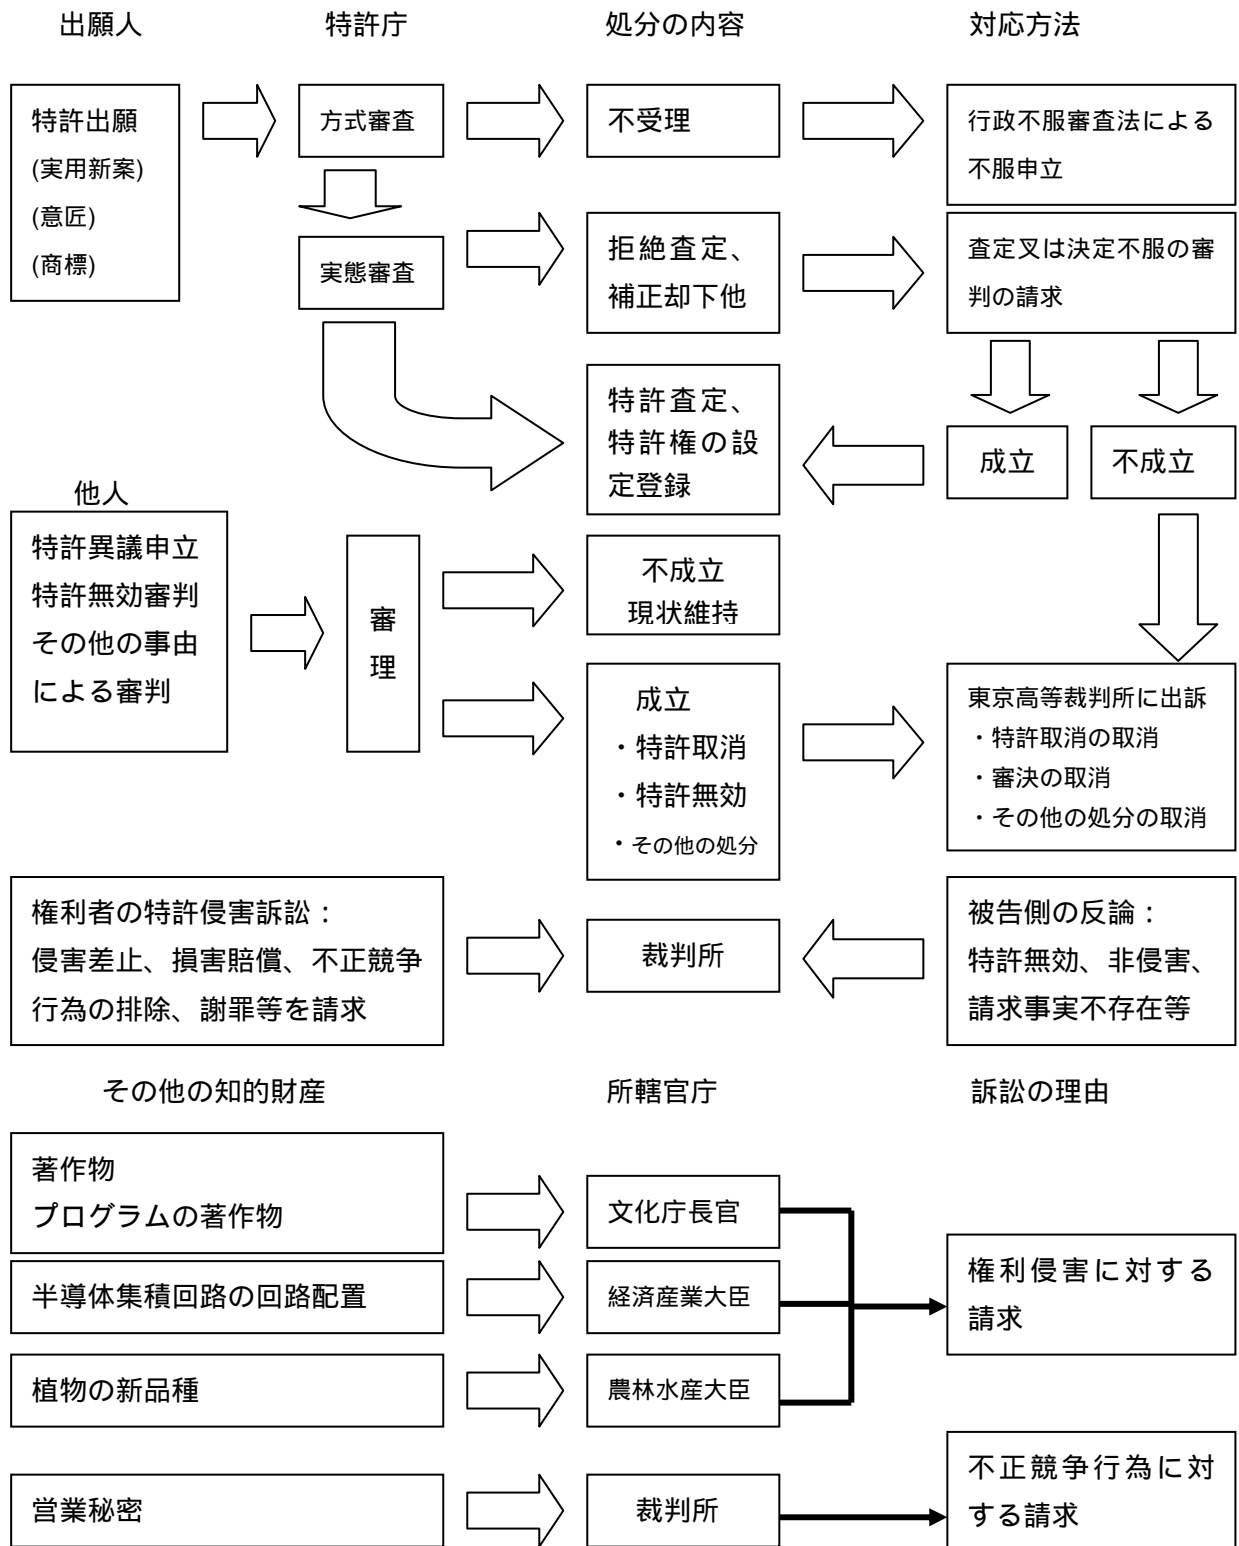 出願人
特許庁
処分の内容
対応方法
特許出願
(実用新案)
(意匠)
(商標)
方式審査
不受理
行政不服審査法による
不服申立
実態審査
拒絶査定、
補正却下他
査定叉は決定不服の審
判の請求
特許査定、
特許権の設
定登録
成立
不成立
他人
特許異議申立
特許無効審判
その他の事由
による審判
審
理
不成立
現状維持
成立
・特許取消
・特許無効
・その他の処分
東京高等裁判所に出訴
・特許取消の取消
・審決の取消
・その他の処分の取消
権利者の特許侵害訴訟：
侵害差止、損害賠償、不正競争
行為の排除、謝罪等を請求
裁判所
被告側の反論：
特許無効、非侵害、
請求事実不存在等
その他の知的財産
所轄官庁
訴訟の理由
著作物
プログラムの著作物
文化庁長官
半導体集積回路の回路配置
経済産業大臣
権利侵害に対する
請求
植物の新品種
農林水産大臣
営業秘密
裁判所
不正競争行為に対
する請求